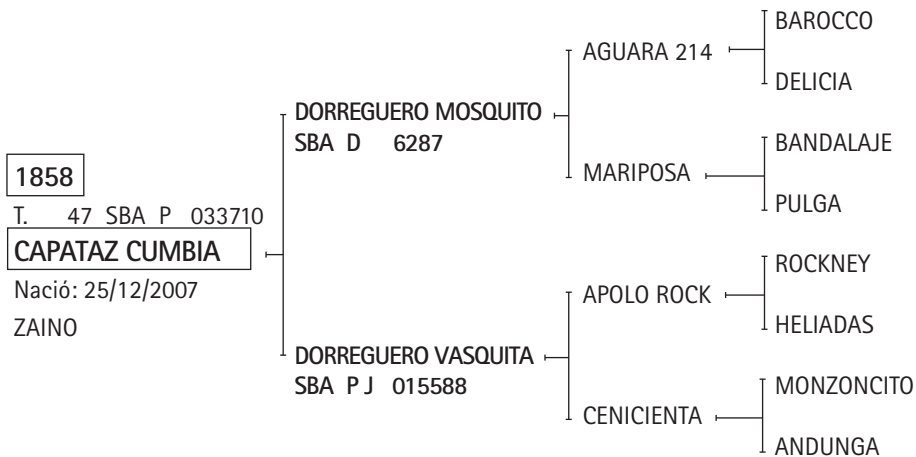 1858
T. 47 SBA P 033710
CAPATAZ CUMBIA
Nació: 25/12/2007
ZAINO
DORREGUERO MOSQUITO
SBA D 6287
DORREGUERO VASQUITA
SBA P J 015588
AGUARA 214
MARIPOSA
APOLO ROCK
CENICIENTA
BAROCCO
DELICIA
BANDALAJE
PULGA
ROCKNEY
HELIADAS
MONZONCITO
ANDUNGA